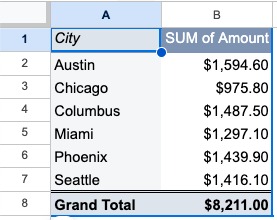 A B
1 City SUM of Amount
2 Austin $1,594.60
3 Chicago $975.80
4 Columbus $1,487.50
5 Miami $1,297.10
6 Phoenix $1,439.90
7 Seattle $1,416.10
8 Grand Total $8,211.00